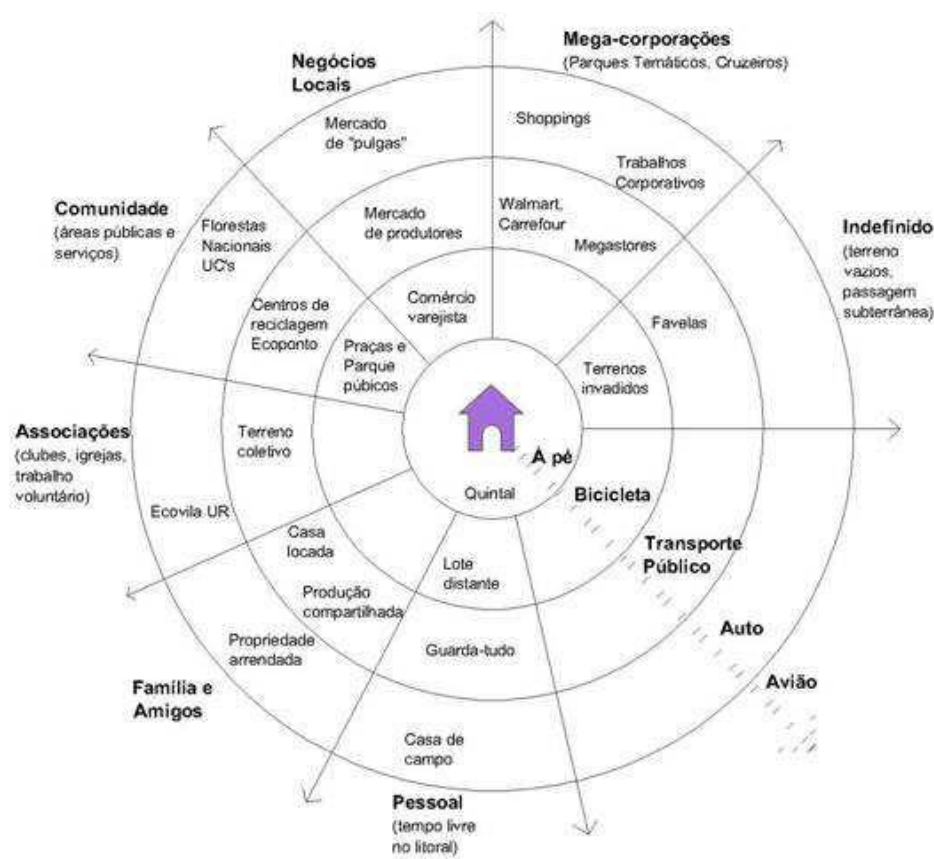 Mega-corporações
(Parques Temáticos, Cruzeiros)
Negócios
Locais
Mercado
de "pulgas"
Shoppings
Trabalhos
Corporativos
Comunidade
(áreas públicas e
serviços)
Florestas
Nacionais
UC's
Mercado
de produtores
Walmart,
Carrefour
Megastores
Indefinido
(terreno
vazios,
passagem
subterrânea)
Centros de
reciclagem
Ecoponto
Comércio
varejista
Praças e
Parque
púbicos
Favelas
Terrenos
invadidos
Associações
(clubes, igrejas,
trabalho
voluntário)
Terreno
coletivo
Ecovila UR
À pé
Quintal
Bicicleta
Transporte
Público
Auto
Avião
Casa
locada
Produção
compartilhada
Propriedade
arrendada
Lote
distante
Guarda-tudo
Família e
Amigos
Casa de
campo
Pessoal
(tempo livre
no litoral)